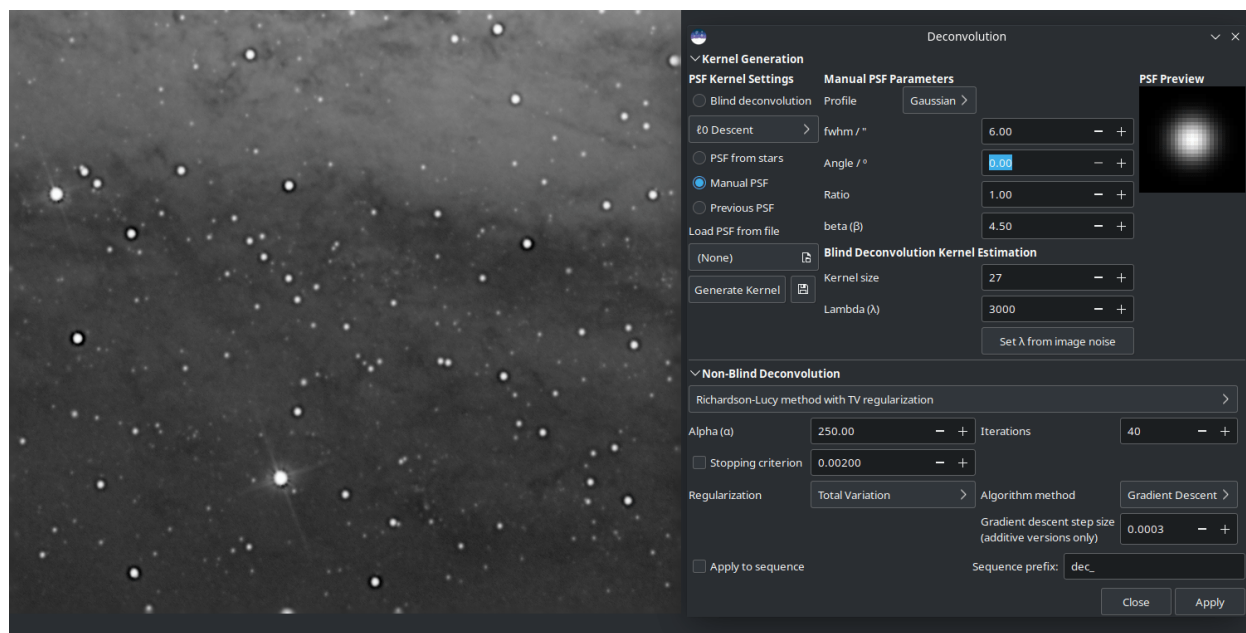 Deconvolution
Kernel Generation
PSF Kernel Settings
Manual PSF Parameters
PSF Preview
Blind deconvolution
Profile
Gaussian
ℓ0 Descent
fwhm / "
6.00
PSF from stars
Angle / º
0.00
Manual PSF
Ratio
1.00
Previous PSF
Load PSF from file
beta (β)
4.50
(None)
Blind Deconvolution Kernel Estimation
Kernel size
27
Generate Kernel
Lambda (λ)
3000
Set λ from image noise
Non-Blind Deconvolution
Richardson-Lucy method with TV regularization
Alpha (α)
250.00
Iterations
40
Stopping criterion
0.00200
Regularization
Total Variation
Algorithm method
Gradient Descent
Gradient descent step size
(additive versions only)
0.0003
Apply to sequence
Sequence prefix:
dec_
Close
Apply